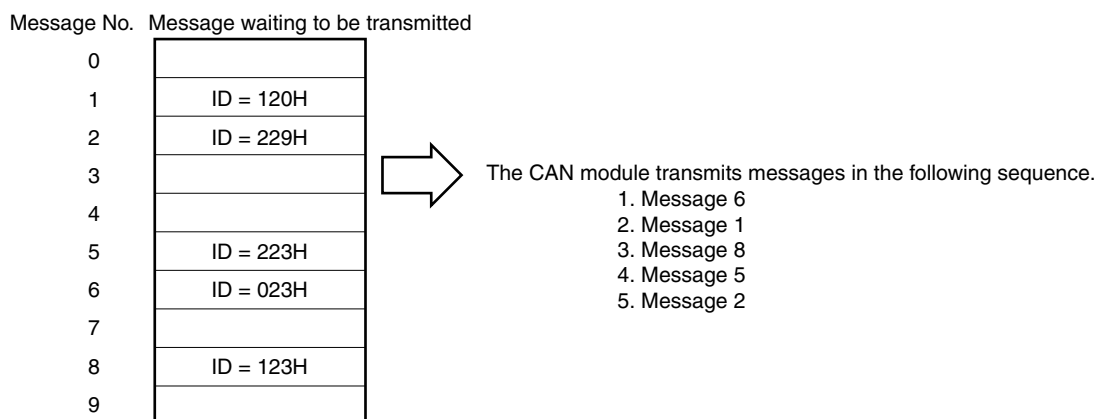 Message No. Message waiting to be transmitted
0
1 ID = 120H
2 ID = 229H
3
The CAN module transmits messages in the following sequence.
1. Message 6
4
2. Message 1
5 ID = 223H
3. Message 8
4. Message 5
6 ID = 023H
5. Message 2
7
8 ID = 123H
9